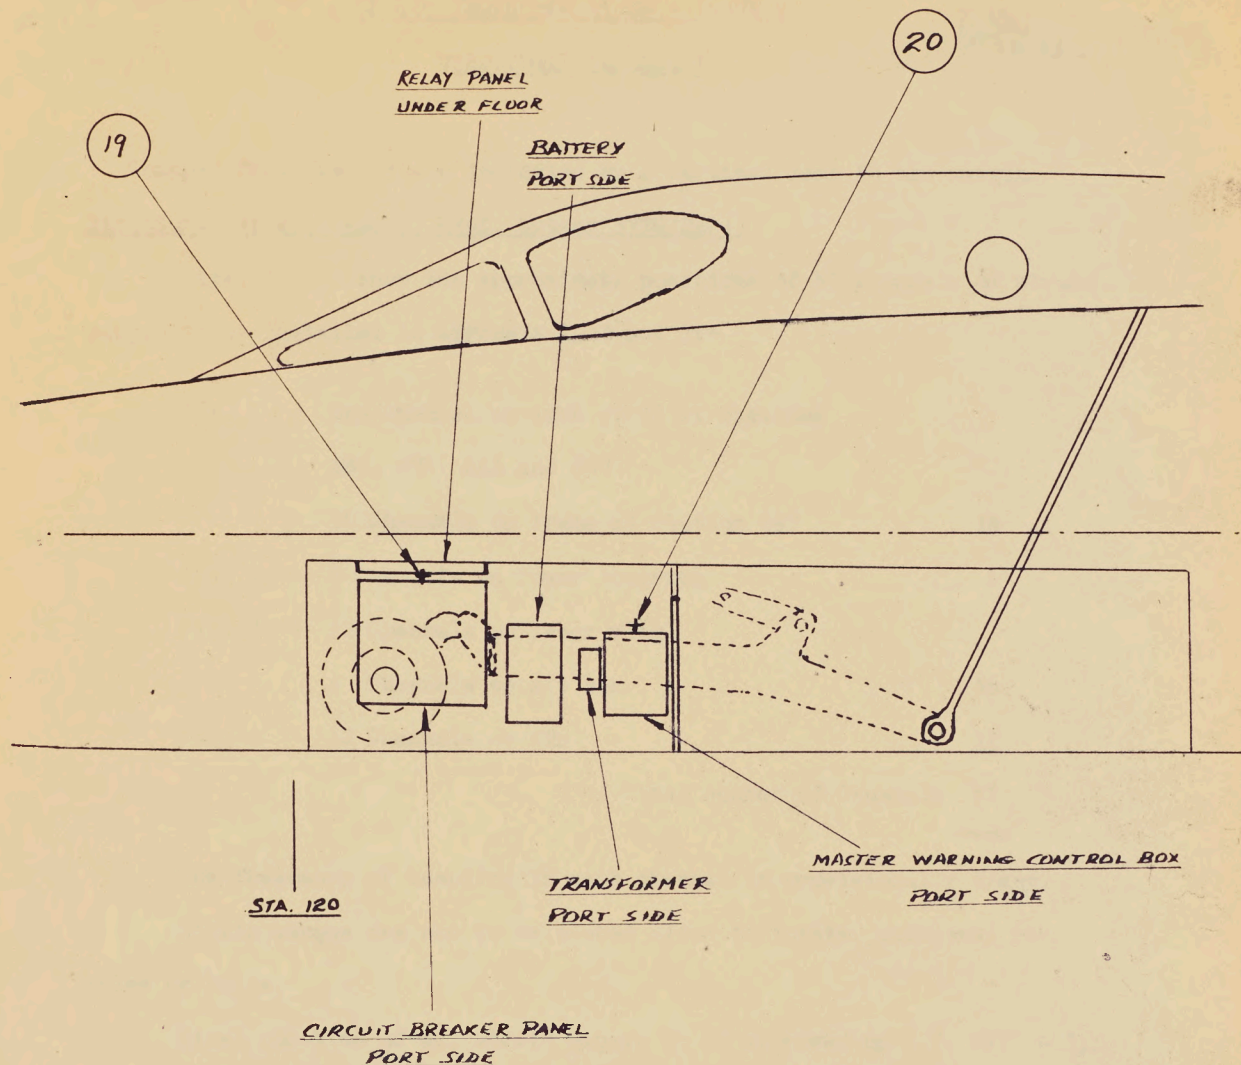 20
RELAY PANEL
UNDER FLOOR
19
BATTERY
PORT SIDE
STA. 120
TRANSFORMER
PORT SIDE
MASTER WARNING CONTROL BOX
PORT SIDE
CIRCUIT BREAKER PANEL
PORT SIDE